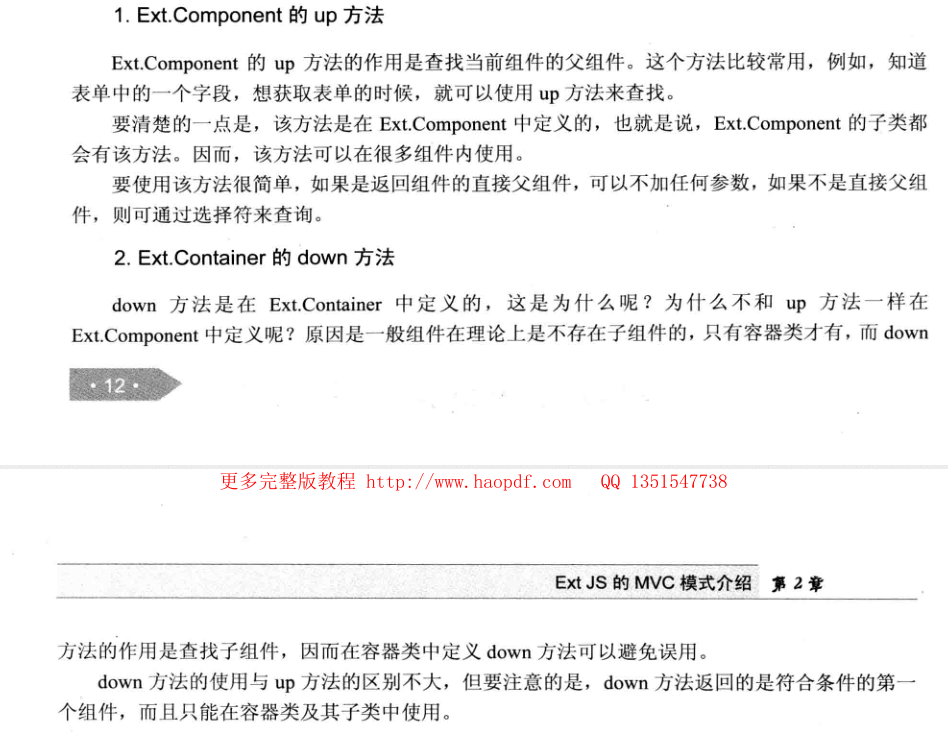 1. Ext.Component 的 up 方法
Ext.Component 的 up 方法的作用是查找当前组件的父组件。这个方法比较常用，例如，知道
表单中的一个字段，想获取表单的时候，就可以使用 up 方法来查找。
要清楚的一点是，该方法是在 Ext.Component 中定义的，也就是说，Ext.Component 的子类都
会有该方法。因而，该方法可以在很多组件内使用。
要使用该方法很简单，如果是返回组件的直接父组件，可以不加任何参数，如果不是直接父组
件，则可通过选择符来查询。
2. Ext.Container 的 down 方法
down 方法是在 Ext.Container 中定义的，这是为什么呢？为什么不和 up 方法一样在
Ext.Component 中定义呢？原因是一般组件在理论上是不存在子组件的，只有容器类才有，而 down
·12·
更多完整版教程 http://www.haopdf.com QQ 1351547738
Ext JS 的 MVC 模式介绍 第 2 章
方法的作用是查找子组件，因而在容器类中定义 down 方法可以避免误用。
down 方法的使用与 up 方法的区别不大，但要注意的是，down 方法返回的是符合条件的第一
个组件，而且只能在容器类及其子类中使用。